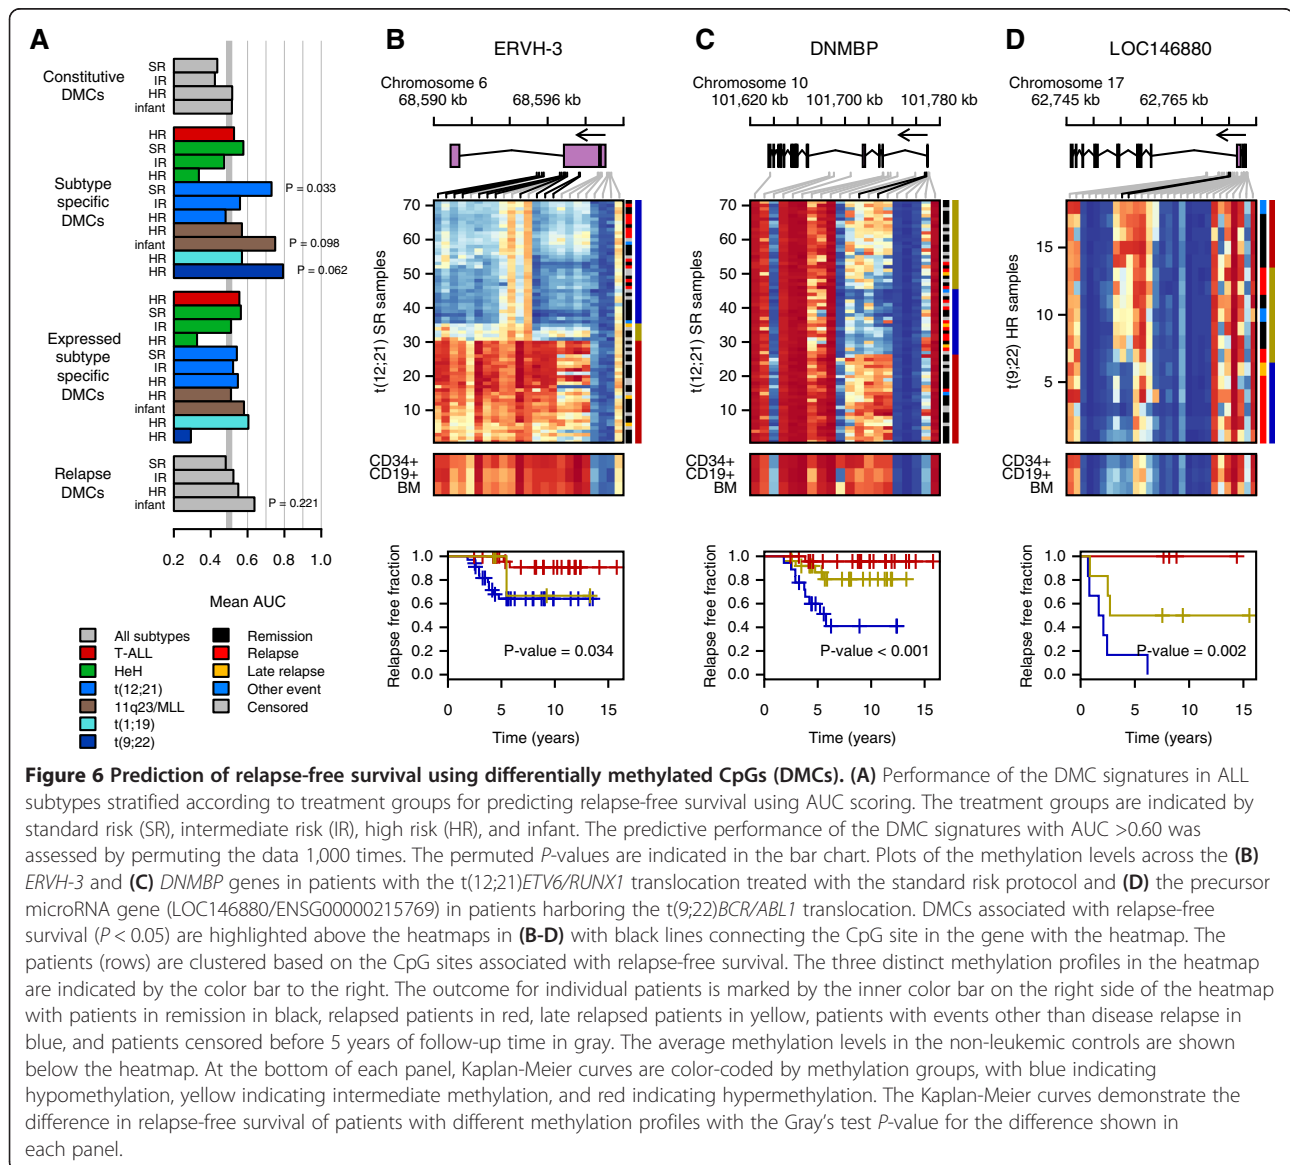 A
Constitutive
DMCs
SR
IR
HR
infant
Subtype
specific
DMCs
HR
SR
IR
HR
SR
IR
HR
HR
infant
HR
HR
P = 0.033
P = 0.098
P = 0.062
Expressed
subtype
specific
DMCs
HR
SR
IR
HR
SR
IR
HR
HR
infant
HR
HR
Relapse
DMCs
SR
IR
HR
infant
P = 0.221
0.2 0.4 0.6 0.8 1.0
Mean AUC
All subtypes
T-ALL
HeH
t(12;21)
11q23/MLL
t(1;19)
t(9;22)
Remission
Relapse
Late relapse
Other event
Censored
B
ERVH-3
Chromosome 6
68,590 kb 68,596 kb
t(12;21) SR samples
70
60
50
40
30
20
10
CD34+
CD19+
BM
Relapse free fraction
1.0
0.8
0.6
0.4
0.2
0.0
P-value = 0.034
0 5 10 15
Time (years)
C
DNMBP
Chromosome 10
101,620 kb 101,700 kb 101,780 kb
t(12;21) SR samples
70
60
50
40
30
20
10
CD34+
CD19+
BM
Relapse free fraction
1.0
0.8
0.6
0.4
0.2
0.0
P-value < 0.001
0 5 10 15
Time (years)
D
LOC146880
Chromosome 17
62,745 kb 62,765 kb
t(9;22) HR samples
15
10
5
CD34+
CD19+
BM
Relapse free fraction
1.0
0.8
0.6
0.4
0.2
0.0
P-value = 0.002
0 5 10 15
Time (years)
Figure 6 Prediction of relapse-free survival using differentially methylated CpGs (DMCs). (A) Performance of the DMC signatures in ALL
subtypes stratified according to treatment groups for predicting relapse-free survival using AUC scoring. The treatment groups are indicated by
standard risk (SR), intermediate risk (IR), high risk (HR), and infant. The predictive performance of the DMC signatures with AUC >0.60 was
assessed by permuting the data 1,000 times. The permuted P-values are indicated in the bar chart. Plots of the methylation levels across the (B)
ERVH-3 and (C) DNMBP genes in patients with the t(12;21)ETV6/RUNX1 translocation treated with the standard risk protocol and (D) the precursor
microRNA gene (LOC146880/ENSG00000215769) in patients harboring the t(9;22)BCR/ABL1 translocation. DMCs associated with relapse-free
survival (P < 0.05) are highlighted above the heatmaps in (B-D) with black lines connecting the CpG site in the gene with the heatmap. The
patients (rows) are clustered based on the CpG sites associated with relapse-free survival. The three distinct methylation profiles in the heatmap
are indicated by the color bar to the right. The outcome for individual patients is marked by the inner color bar on the right side of the heatmap
with patients in remission in black, relapsed patients in red, late relapsed patients in yellow, patients with events other than disease relapse in
blue, and patients censored before 5 years of follow-up time in gray. The average methylation levels in the non-leukemic controls are shown
below the heatmap. At the bottom of each panel, Kaplan-Meier curves are color-coded by methylation groups, with blue indicating
hypomethylation, yellow indicating intermediate methylation, and red indicating hypermethylation. The Kaplan-Meier curves demonstrate the
difference in relapse-free survival of patients with different methylation profiles with the Gray's test P-value for the difference shown in
each panel.